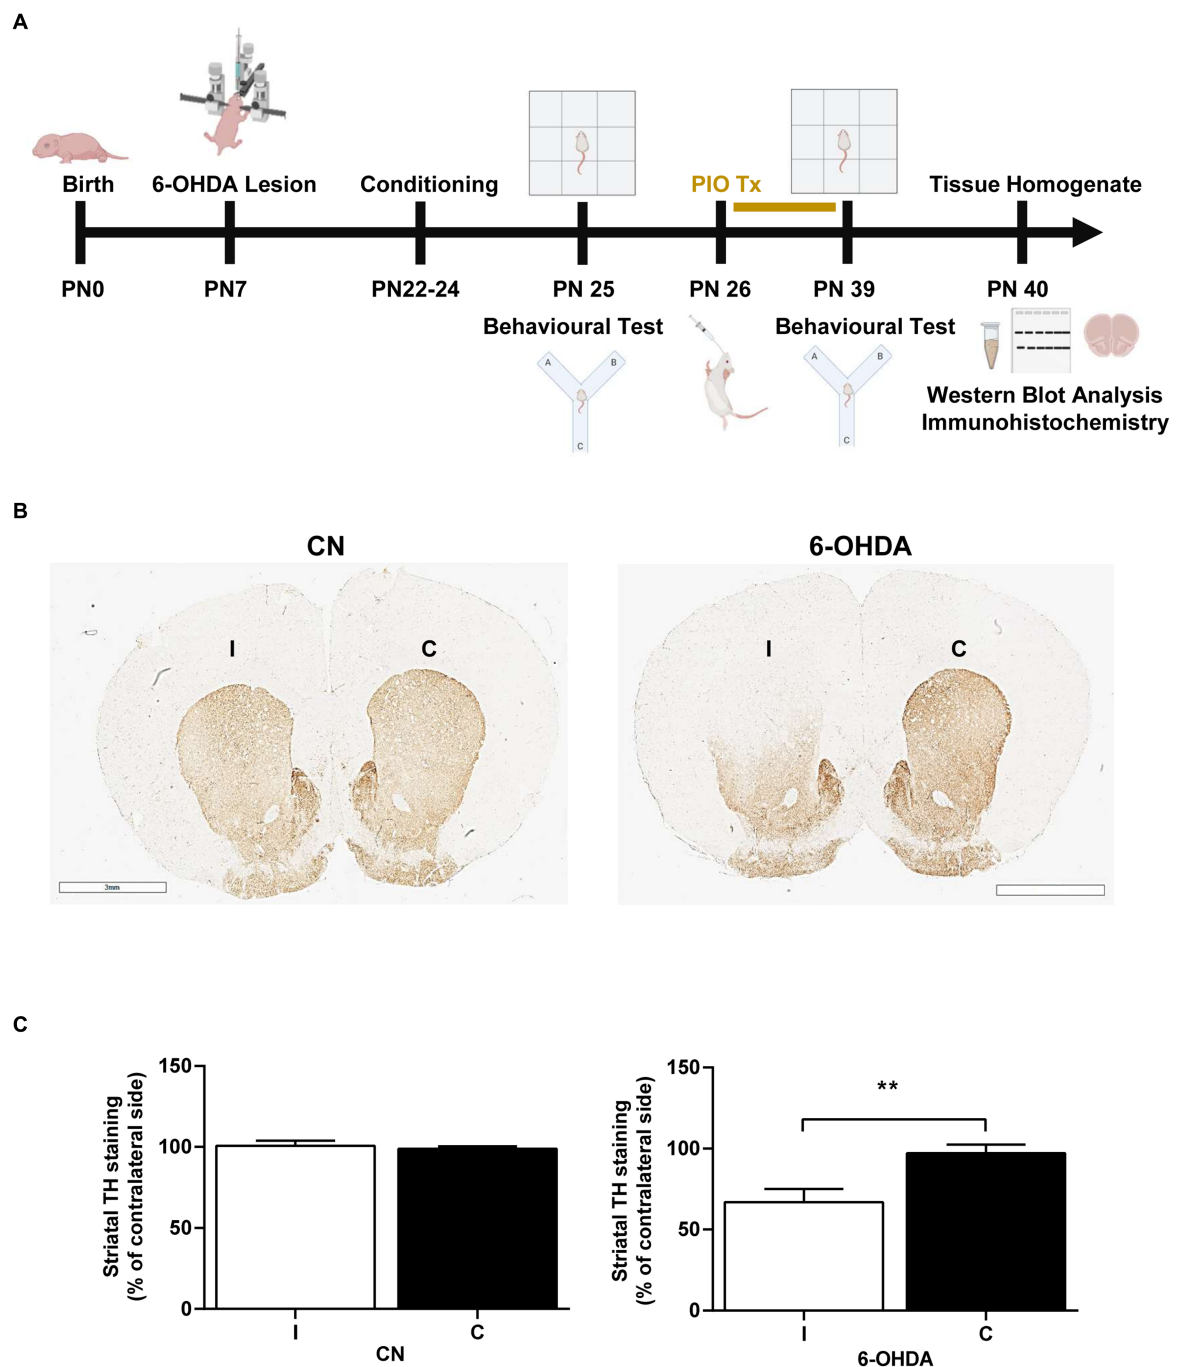 A
Birth
6-OHDA Lesion
Conditioning
PIO Tx
Tissue Homogenate
PN0
PN7
PN22-24
PN 25
PN 26
PN 39
PN 40
Behavioural Test
Behavioural Test
A
B
C
A
B
C
Western Blot Analysis
Immunohistochemistry
B
CN
6-OHDA
I
C
I
C
3mm
C
Striatal TH staining
(% of contralateral side)
150
100
50
0
I
C
CN
Striatal TH staining
(% of contralateral side)
150
100
50
0
**
I
C
6-OHDA